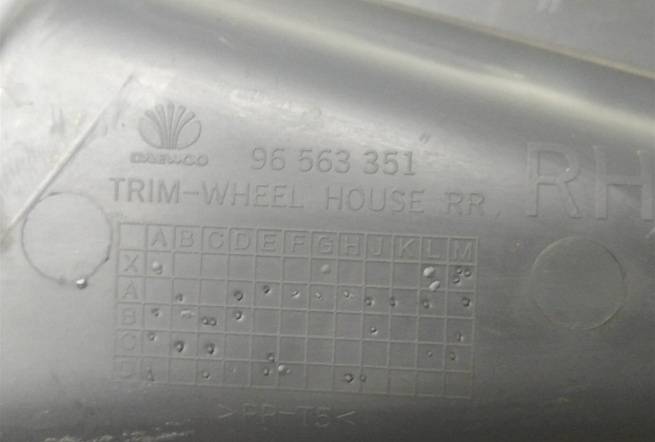 DAEWOO
96 563 351
TRIM-WHEEL HOUSE RR
RH
A B C D E F G H J K L M
X
A
B
C
D
>PP-T5<